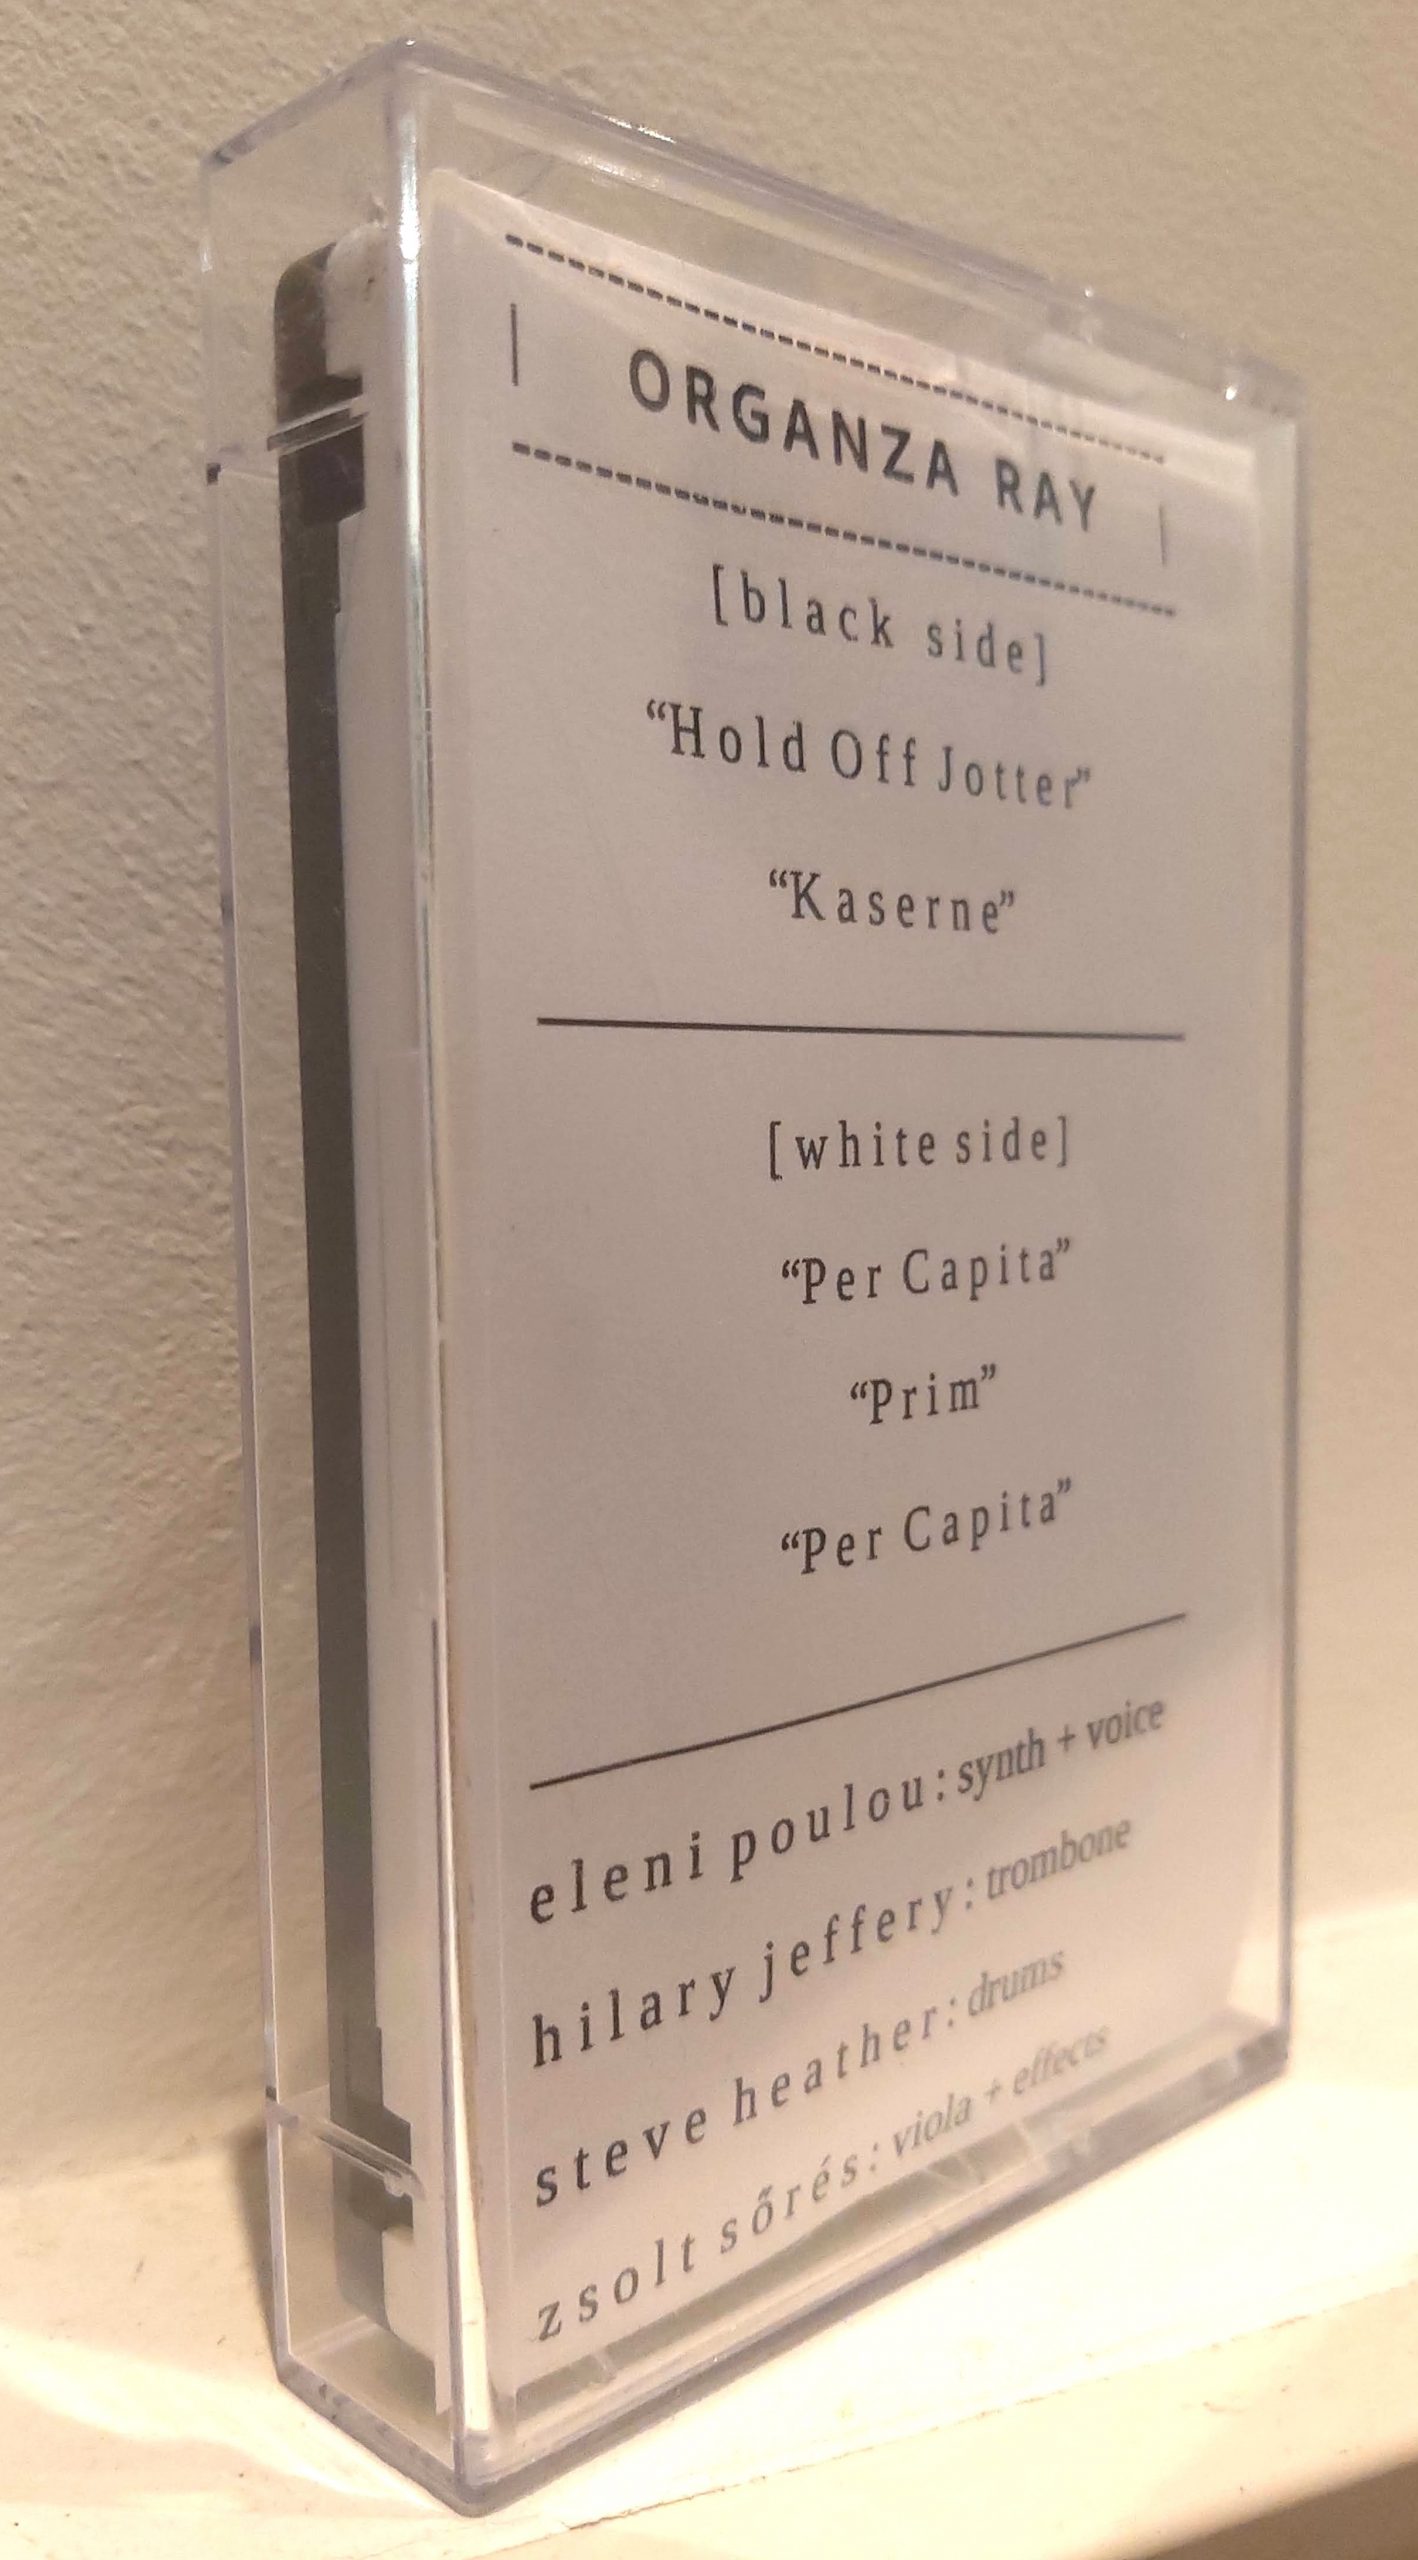 ORGANZA RAY
[black side]
“Hold Off Jotter”
“Kaserne”
[white side]
“Per Capita”
“Prim”
“Per Capita”
eleni poulou: synth + voice
hilary jeffery: trombone
steve heather: drums
zsolt sőrés: viola + effects